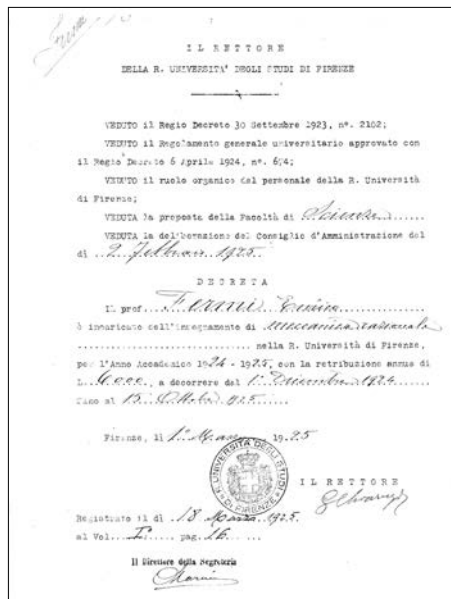 Fermi
IL RETTORE
DELLA R. UNIVERSITA' DEGLI STUDI DI FIRENZE
VEDUTO il Regio Decreto 30 Settembre 1923, n°. 2102;
VEDUTO il Regolamento generale universitario approvato con
il Regio Decreto 6 Aprile 1924, n°. 674;
VEDUTO il ruolo organico del personale della R. Università
di Firenze;
VEDUTA la proposta della Facoltà di Scienze
VEDUTA la deliberazione del Consiglio d'Amministrazione del
dì 2 Febbraio 1925
DECRETA
Il prof. Fermi Enrico
è incaricato dell'insegnamento di meccanica razionale
nella R. Università di Firenze,
per l'Anno Accademico 1924 - 1925, con la retribuzione annua di
L. 6000, a decorrere dal 1° Dicembre 1924
fino al 15 Ottobre 1925
Firenze, lì 1° Marzo 1925
R. UNIVERSITÀ DEGLI STUDI DI FIRENZE
IL RETTORE
Registrato il dì 18 Marzo 1925.
al Vol. I° pag. 16
Il Direttore della Segreteria